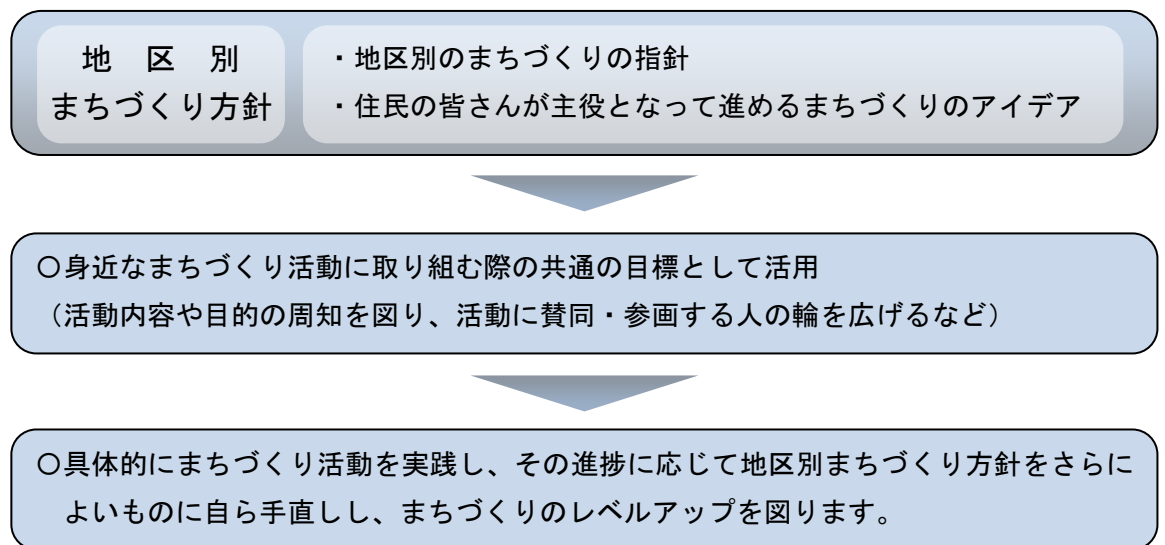 地　区　別
まちづくり方針
・地区別のまちづくりの指針
・住民の皆さんが主役となって進めるまちづくりのアイデア
〇身近なまちづくり活動に取り組む際の共通の目標として活用
（活動内容や目的の周知を図り、活動に賛同・参画する人の輪を広げるなど）
〇具体的にまちづくり活動を実践し、その進捗に応じて地区別まちづくり方針をさらに
よいものに自ら手直しし、まちづくりのレベルアップを図ります。